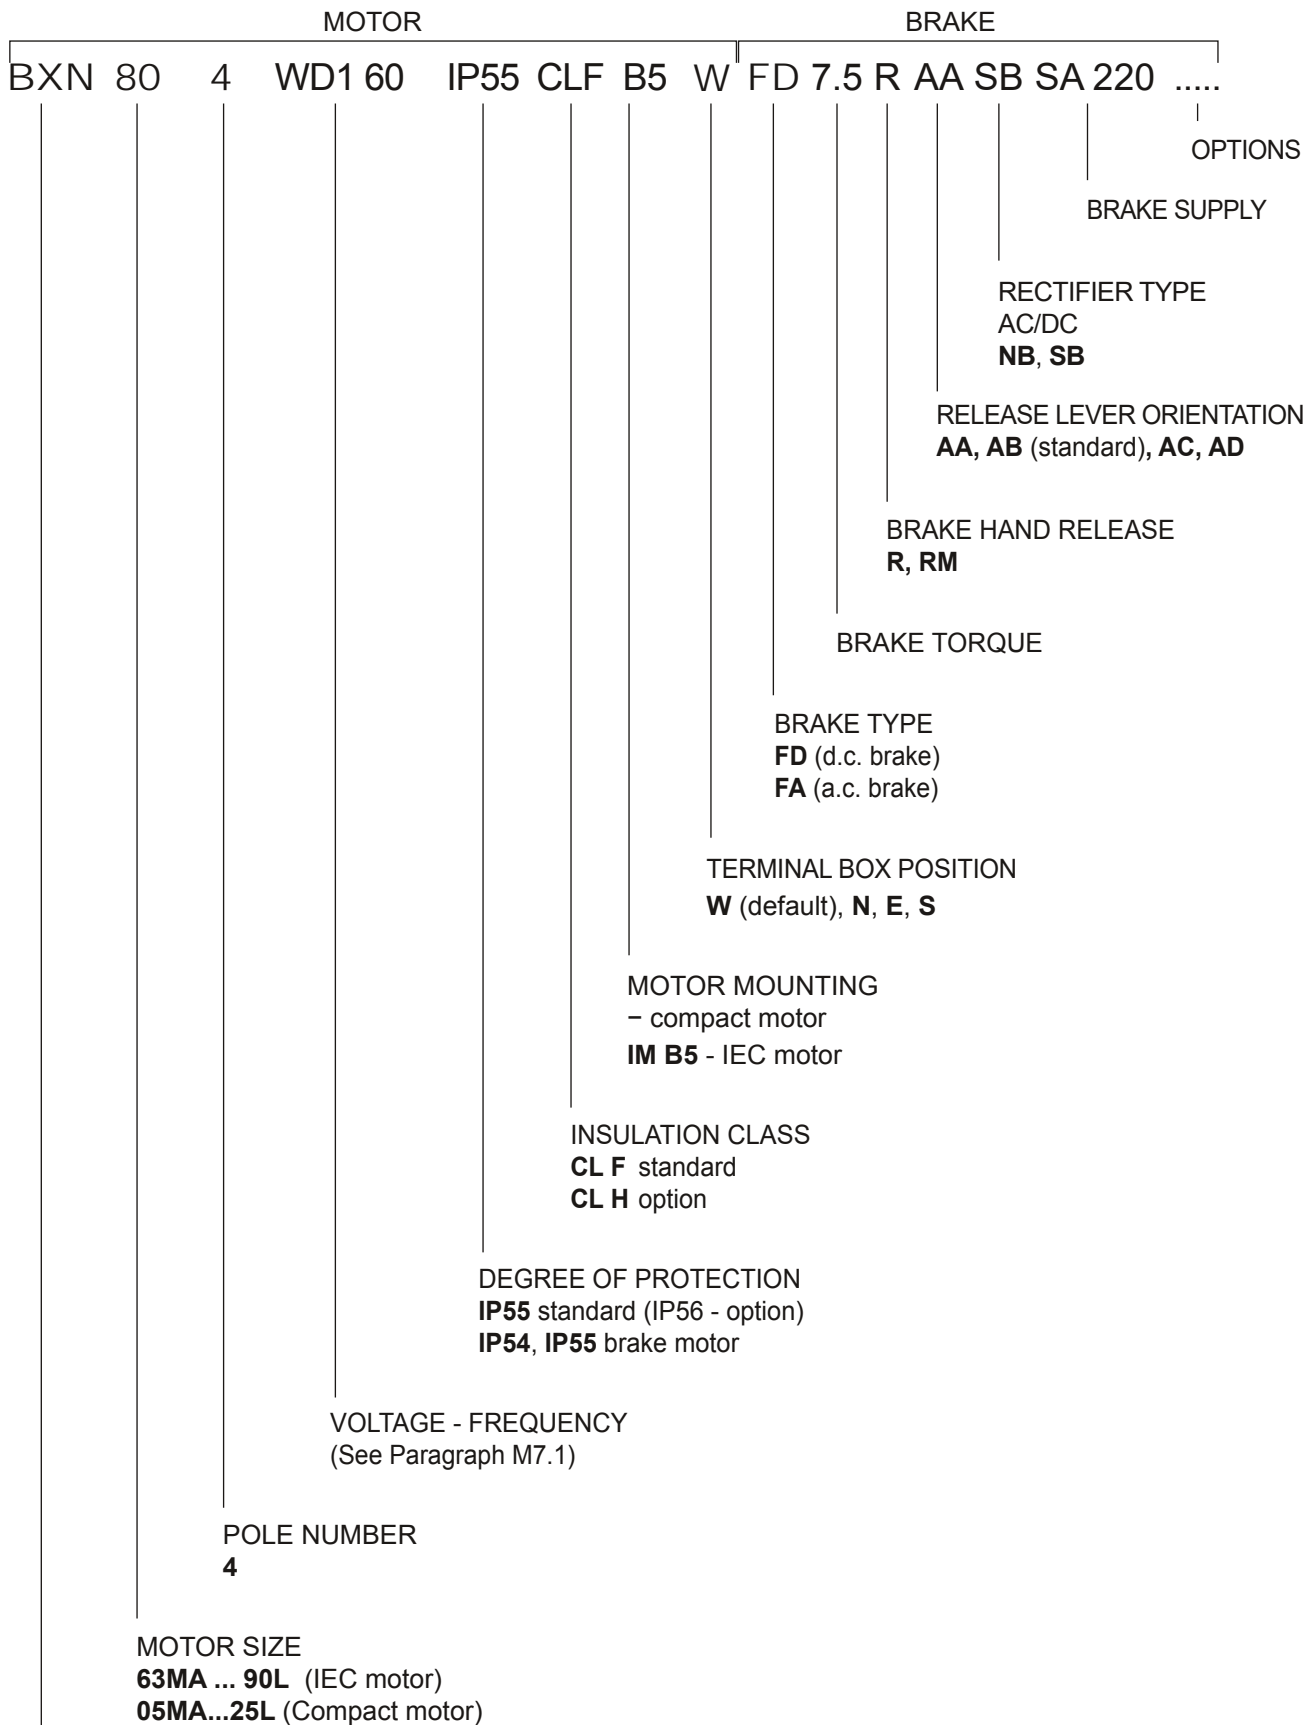 MOTOR BRAKE
BXN 80 4 WD1 60 IP55 CLF B5 W FD 7.5 R AA SB SA 220 .....
OPTIONS
BRAKE SUPPLY
RECTIFIER TYPE
AC/DC
NB, SB
RELEASE LEVER ORIENTATION
AA, AB (standard), AC, AD
BRAKE HAND RELEASE
R, RM
BRAKE TORQUE
BRAKE TYPE
FD (d.c. brake)
FA (a.c. brake)
TERMINAL BOX POSITION
W (default), N, E, S
MOTOR MOUNTING
− compact motor
IM B5 - IEC motor
INSULATION CLASS
CL F standard
CL H option
DEGREE OF PROTECTION
IP55 standard (IP56 - option)
IP54, IP55 brake motor
VOLTAGE - FREQUENCY
(See Paragraph M7.1)
POLE NUMBER
4
MOTOR SIZE
63MA ... 90L (IEC motor)
05MA...25L (Compact motor)